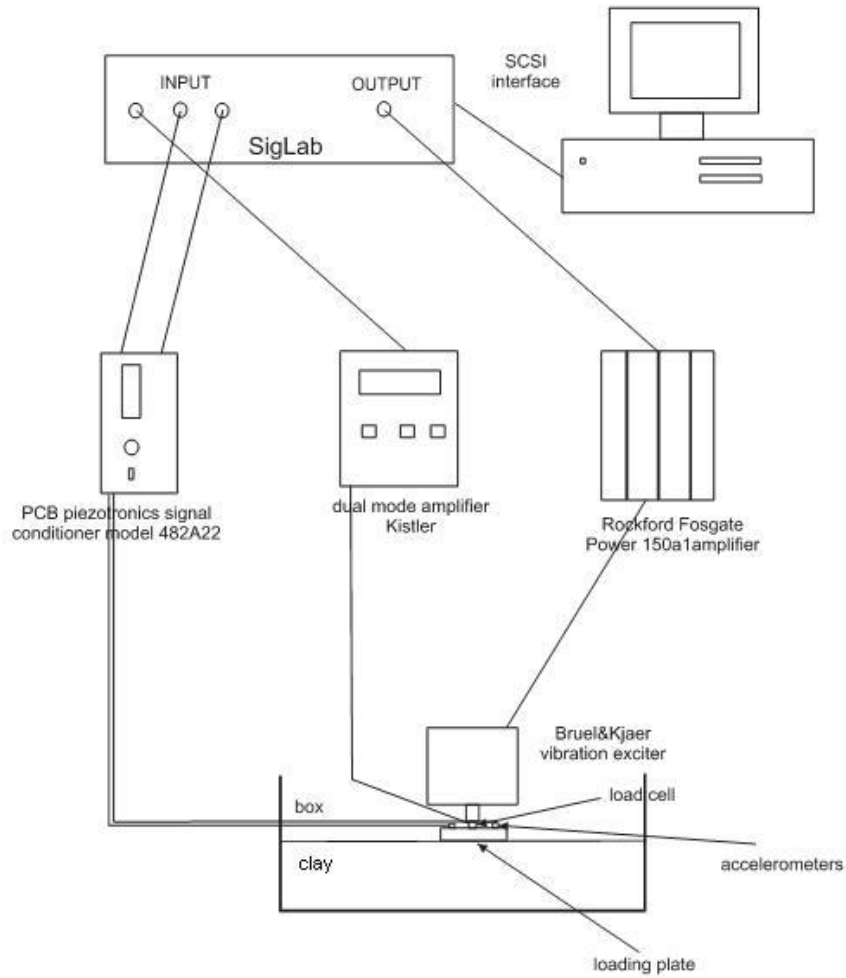 SCSI
interface
INPUT
OUTPUT
SigLab
PCB piezotronics signal
conditioner model 482A22
dual mode amplifier
Kistler
Rockford Fosgate
Power 150a1amplifier
Bruel&Kjaer
vibration exciter
load cell
box
clay
accelerometers
loading plate